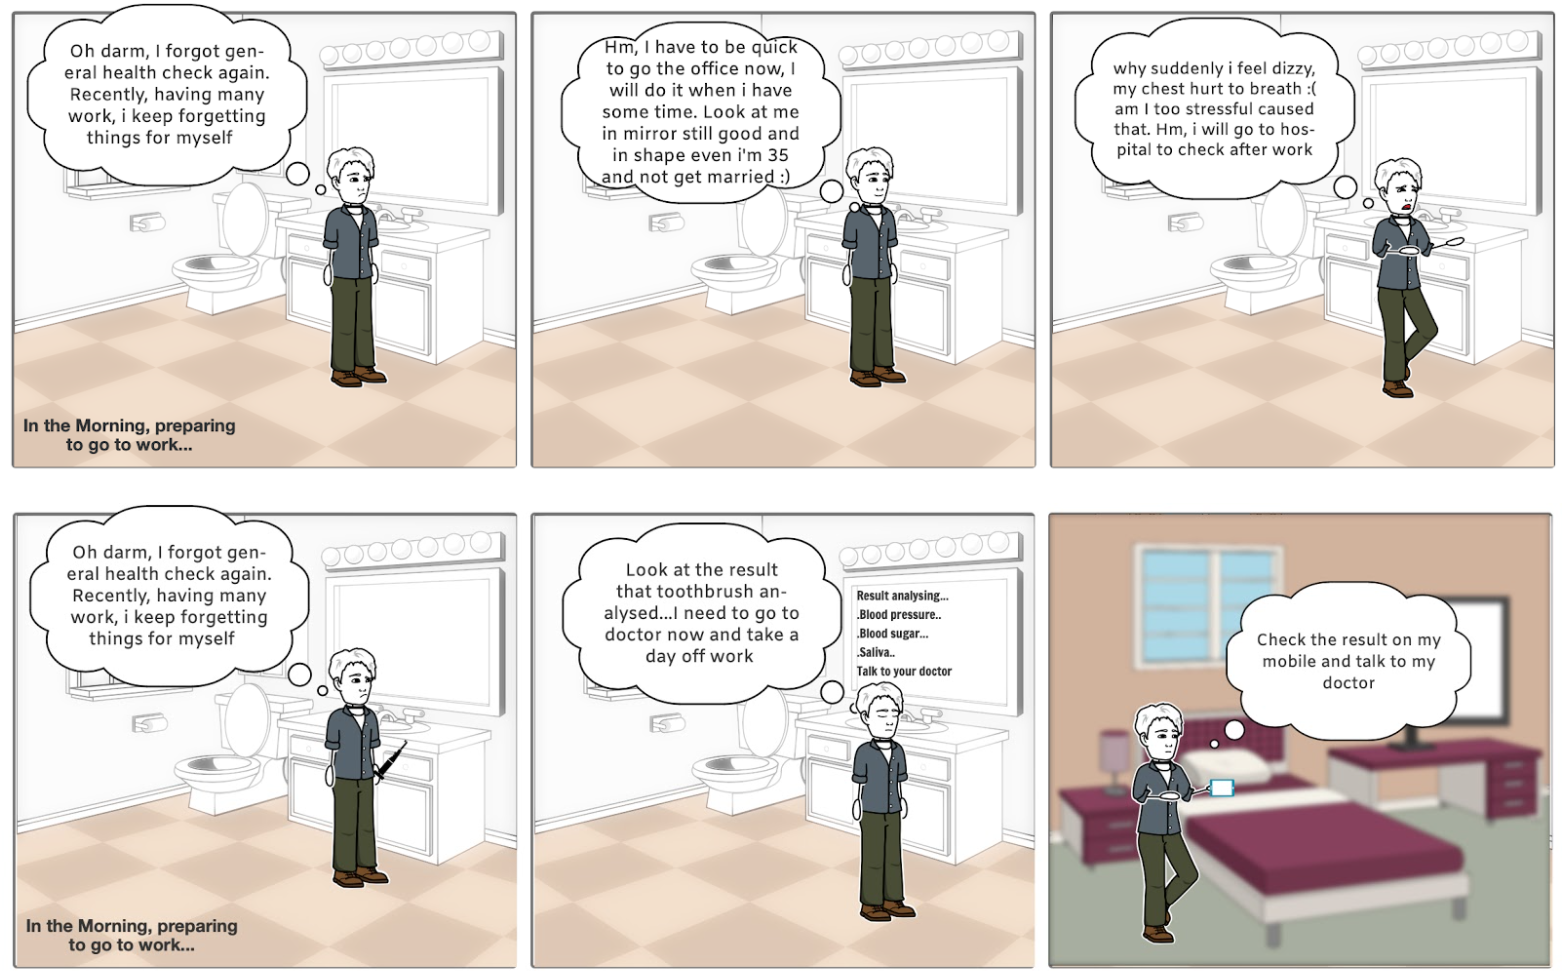 Oh darm, I forgot gen-
eral health check again.
Recently, having many
work, i keep forgetting
things for myself
In the Morning, preparing
to go to work...
Hm, I have to be quick
to go the office now, I
will do it when i have
some time. Look at me
in mirror still good and
in shape even i'm 35
and not get married :)
why suddenly i feel dizzy,
my chest hurt to breath :(
am I too stressful caused
that. Hm, i will go to hos-
pital to check after work
Oh darm, I forgot gen-
eral health check again.
Recently, having many
work, i keep forgetting
things for myself
In the Morning, preparing
to go to work...
Look at the result
that toothbrush an-
alysed...I need to go to
doctor now and take a
day off work
Result analysing...
.Blood pressure..
.Blood sugar...
.Saliva..
Talk to your doctor
Check the result on my
mobile and talk to my
doctor